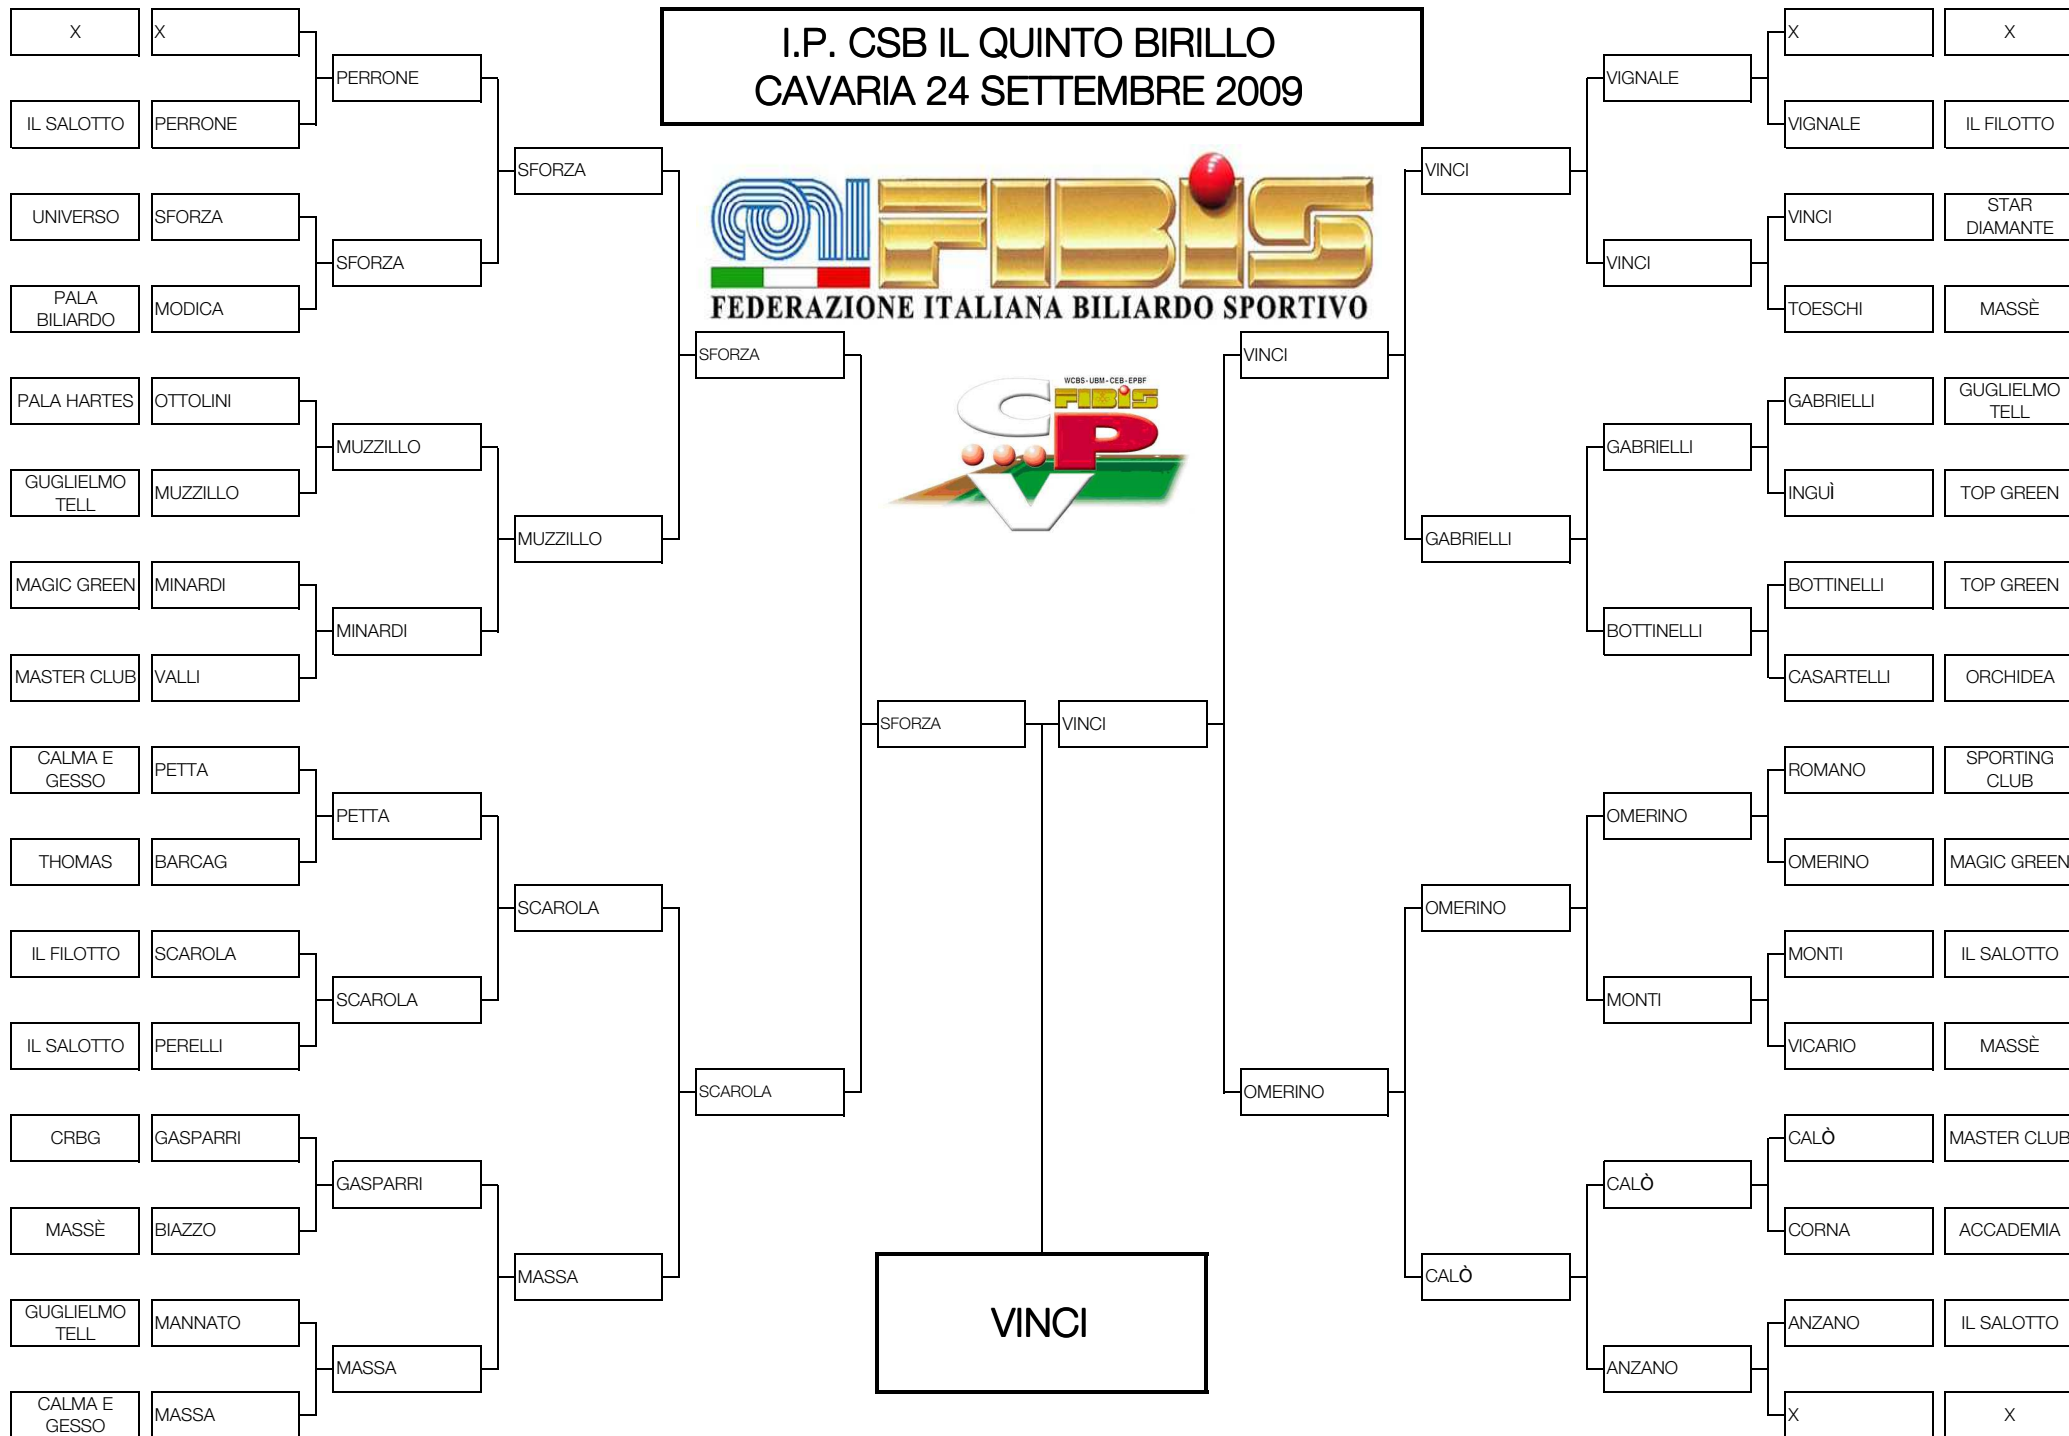 I.P. CSB IL QUINTO BIRILLO
CAVARIA 24 SETTEMBRE 2009
FIBiS
FEDERAZIONE ITALIANA BILIARDO SPORTIVO
WCBS-UBM-CEB-EPBF
FIBiS
C
P
V
X
X
IL SALOTTO
PERRONE
UNIVERSO
SFORZA
PALA
BILIARDO
MODICA
PALA HARTES
OTTOLINI
GUGLIELMO
TELL
MUZZILLO
MAGIC GREEN
MINARDI
MASTER CLUB
VALLI
CALMA E
GESSO
PETTA
THOMAS
BARCAG
IL FILOTTO
SCAROLA
IL SALOTTO
PERELLI
CRBG
GASPARRI
MASSÈ
BIAZZO
GUGLIELMO
TELL
MANNATO
CALMA E
GESSO
MASSA
PERRONE
SFORZA
MUZZILLO
MINARDI
PETTA
SCAROLA
GASPARRI
MASSA
SFORZA
MUZZILLO
SCAROLA
MASSA
SFORZA
SCAROLA
SFORZA
VINCI
VINCI
VINCI
OMERINO
VINCI
GABRIELLI
OMERINO
CALÒ
VIGNALE
VINCI
GABRIELLI
BOTTINELLI
OMERINO
MONTI
CALÒ
ANZANO
X
X
VIGNALE
IL FILOTTO
VINCI
STAR
DIAMANTE
TOESCHI
MASSÈ
GABRIELLI
GUGLIELMO
TELL
INGUÌ
TOP GREEN
BOTTINELLI
TOP GREEN
CASARTELLI
ORCHIDEA
ROMANO
SPORTING
CLUB
OMERINO
MAGIC GREEN
MONTI
IL SALOTTO
VICARIO
MASSÈ
CALÒ
MASTER CLUB
CORNA
ACCADEMIA
ANZANO
IL SALOTTO
X
X